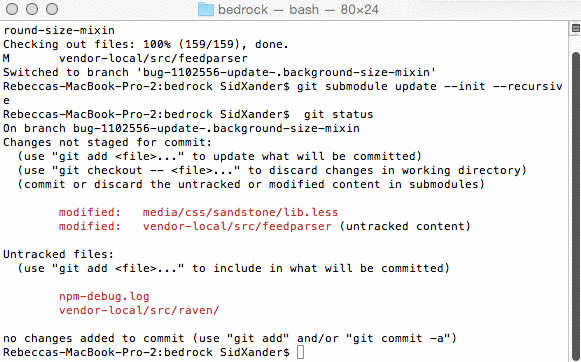 bedrock — bash — 80×24
round-size-mixin
Checking out files: 100% (159/159), done.
M       vendor-local/src/feedparser
Switched to branch 'bug-1102556-update-.background-size-mixin'
Rebeccas-MacBook-Pro-2:bedrock SidXander$ git submodule update --init --recursiv
e
Rebeccas-MacBook-Pro-2:bedrock SidXander$  git status
On branch bug-1102556-update-.background-size-mixin
Changes not staged for commit:
  (use "git add <file>..." to update what will be committed)
  (use "git checkout -- <file>..." to discard changes in working directory)
  (commit or discard the untracked or modified content in submodules)
        modified:   media/css/sandstone/lib.less
        modified:   vendor-local/src/feedparser (untracked content)
Untracked files:
  (use "git add <file>..." to include in what will be committed)
        npm-debug.log
        vendor-local/src/raven/
no changes added to commit (use "git add" and/or "git commit -a")
Rebeccas-MacBook-Pro-2:bedrock SidXander$